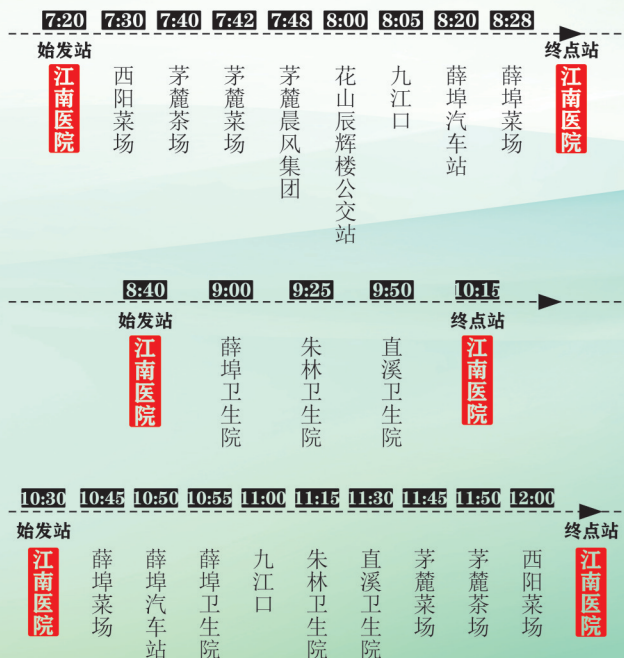 7:20 7:30 7:40 7:42 7:48 8:00 8:05 8:20 8:28
始发站 终点站
江南医院
西阳菜场
茅麓茶场
茅麓菜场
茅麓晨风集团
花山辰辉楼公交站
九江口
薛埠汽车站
薛埠菜场
江南医院
8:40 9:00 9:25 9:50 10:15
始发站 终点站
江南医院
薛埠卫生院
朱林卫生院
直溪卫生院
江南医院
10:30 10:45 10:50 10:55 11:00 11:15 11:30 11:45 11:50 12:00
始发站 终点站
江南医院
薛埠菜场
薛埠汽车站
薛埠卫生院
九江口
朱林卫生院
直溪卫生院
茅麓菜场
茅麓茶场
西阳菜场
江南医院